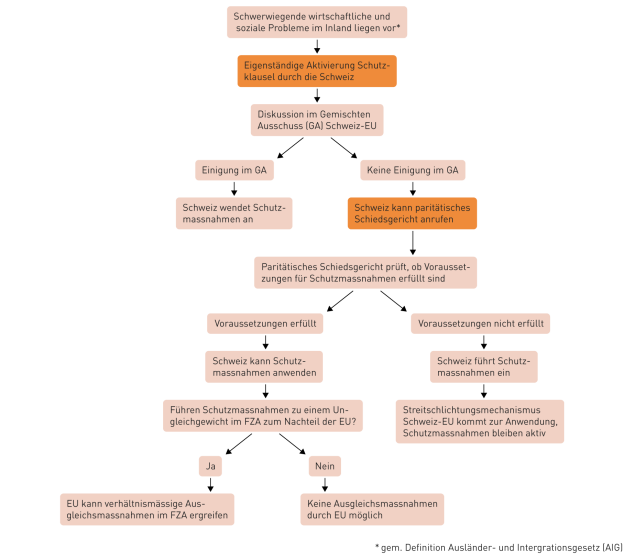 Schwerwiegende wirtschaftliche und
soziale Probleme im Inland liegen vor*
Eigenständige Aktivierung Schutz-
klausel durch die Schweiz
Diskussion im Gemischten
Ausschuss (GA) Schweiz-EU
Einigung im GA
Keine Einigung im GA
Schweiz wendet Schutz-
massnahmen an
Schweiz kann paritätisches
Schiedsgericht anrufen
Paritätisches Schiedsgericht prüft, ob Vorausset-
zungen für Schutzmassnahmen erfüllt sind
Voraussetzungen erfüllt
Voraussetzungen nicht erfüllt
Schweiz kann Schutz-
massnahmen anwenden
Schweiz führt Schutz-
massnahmen ein
Führen Schutzmassnahmen zu einem Un-
gleichgewicht im FZA zum Nachteil der EU?
Streitschlichtungsmechanismus
Schweiz-EU kommt zur Anwendung,
Schutzmassnahmen bleiben aktiv
Ja
Nein
EU kann verhältnismässige Aus-
gleichsmassnahmen im FZA ergreifen
Keine Ausgleichsmassnahmen
durch EU möglich
* gem. Definition Ausländer- und Intergrationsgesetz (AIG)